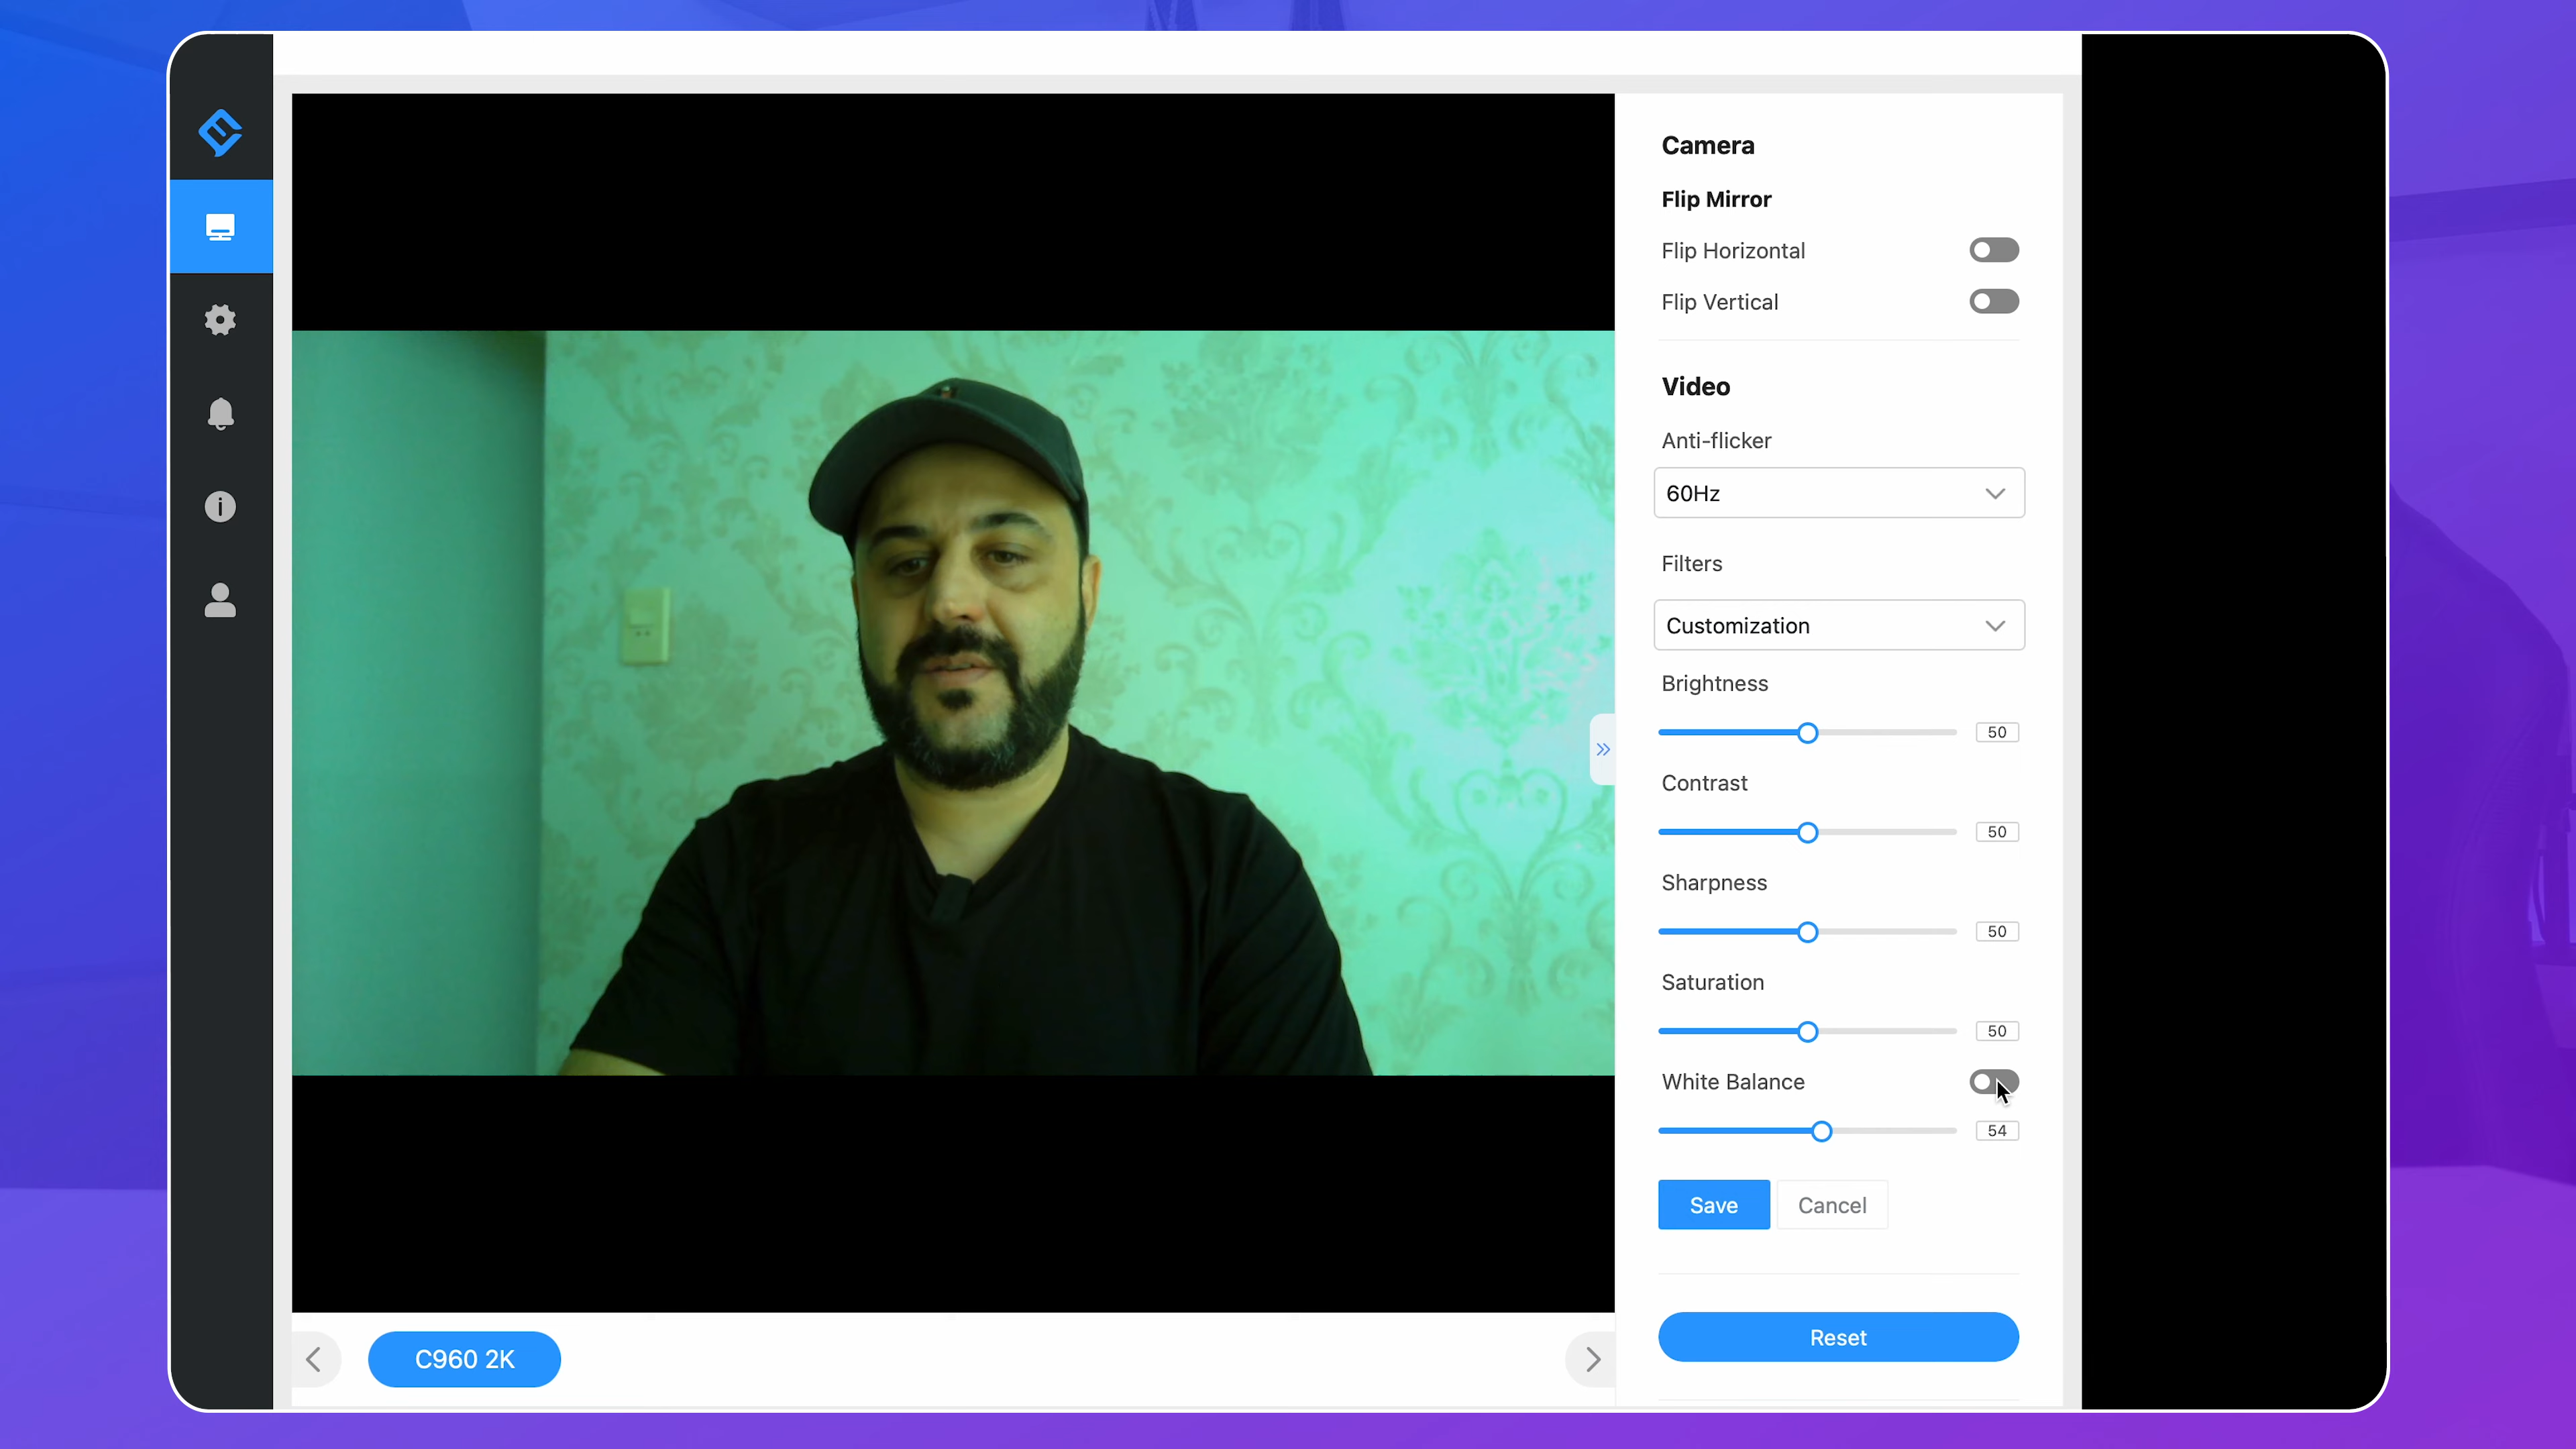 Camera
Flip Mirror
Flip Horizontal
Flip Vertical
Video
Anti-flicker
60Hz
Filters
Customization
Brightness
50
Contrast
50
Sharpness
50
Saturation
50
White Balance
54
Save
Cancel
Reset
C960 2K